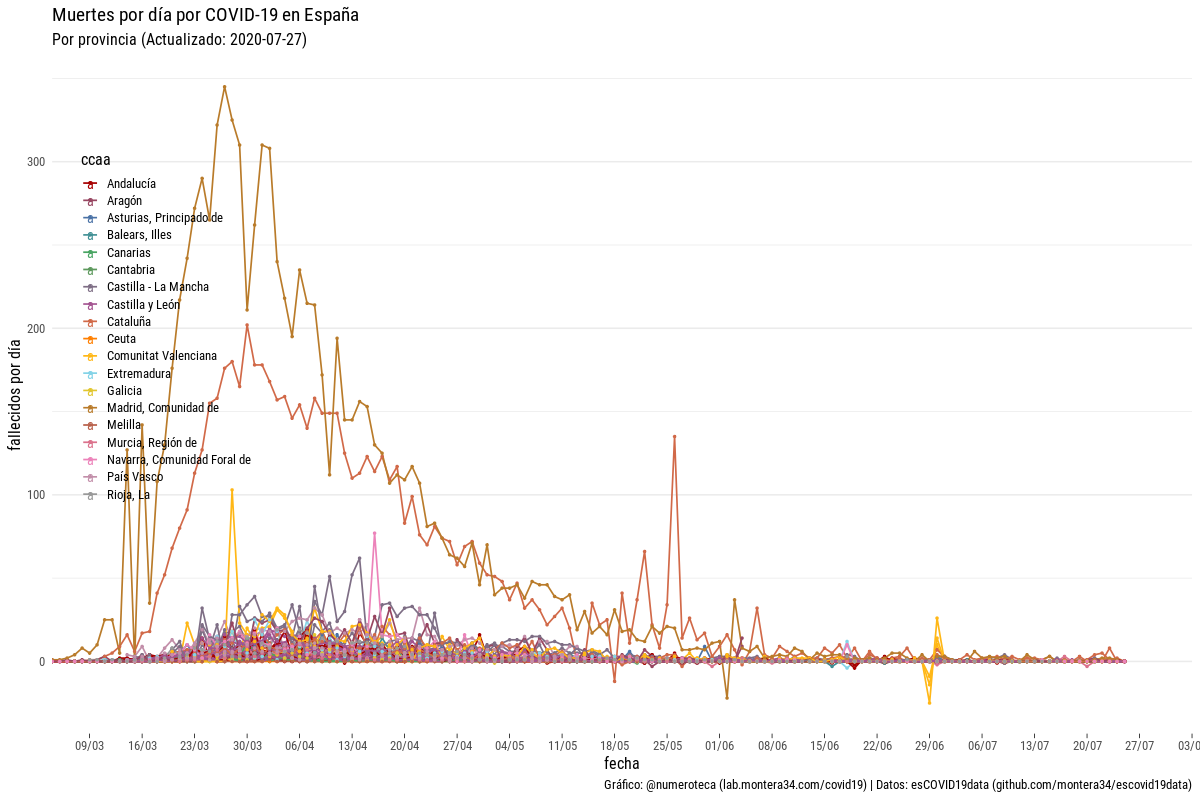 Muertes por día por COVID-19 en España
Por provincia (Actualizado: 2020-07-27)
fallecidos por día
300
200
100
0
ccaa
Andalucía
Aragón
Asturias, Principado de
Balears, Illes
Canarias
Cantabria
Castilla - La Mancha
Castilla y León
Cataluña
Ceuta
Comunitat Valenciana
Extremadura
Galicia
Madrid, Comunidad de
Melilla
Murcia, Región de
Navarra, Comunidad Foral de
País Vasco
Rioja, La
09/03 16/03 23/03 30/03 06/04 13/04 20/04 27/04 04/05 11/05 18/05 25/05 01/06 08/06 15/06 22/06 29/06 06/07 13/07 20/07 27/07 03/0
fecha
Gráfico: @numeroteca (lab.montera34.com/covid19) | Datos: esCOVID19data (github.com/montera34/escovid19data)